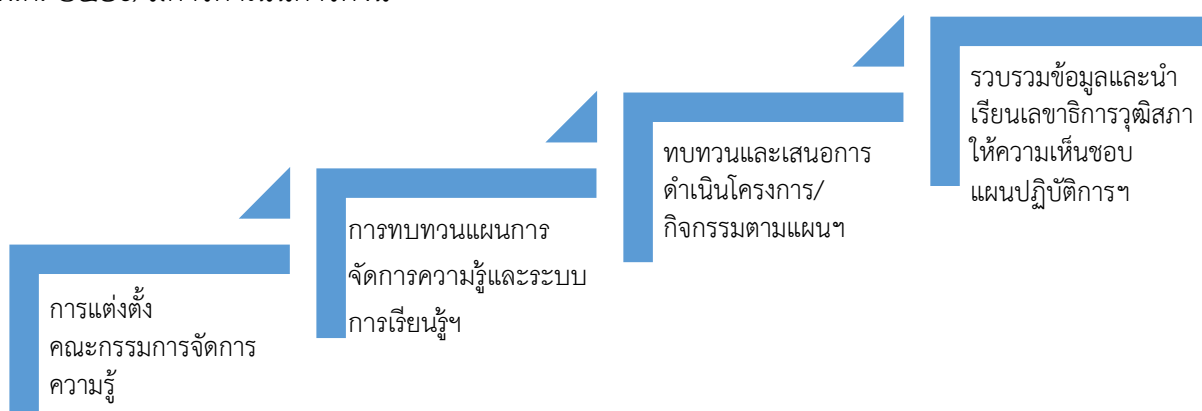 การแต่งตั้ง
คณะกรรมการจัดการ
ความรู้
การทบทวนแผนการ
จัดการความรู้และระบบ
การเรียนรู้ฯ
ทบทวนและเสนอการ
ดำเนินโครงการ/
กิจกรรมตามแผนฯ
รวบรวมข้อมูลและนำ
เรียนเลขาธิการวุฒิสภา
ให้ความเห็นชอบ
แผนปฏิบัติการฯ